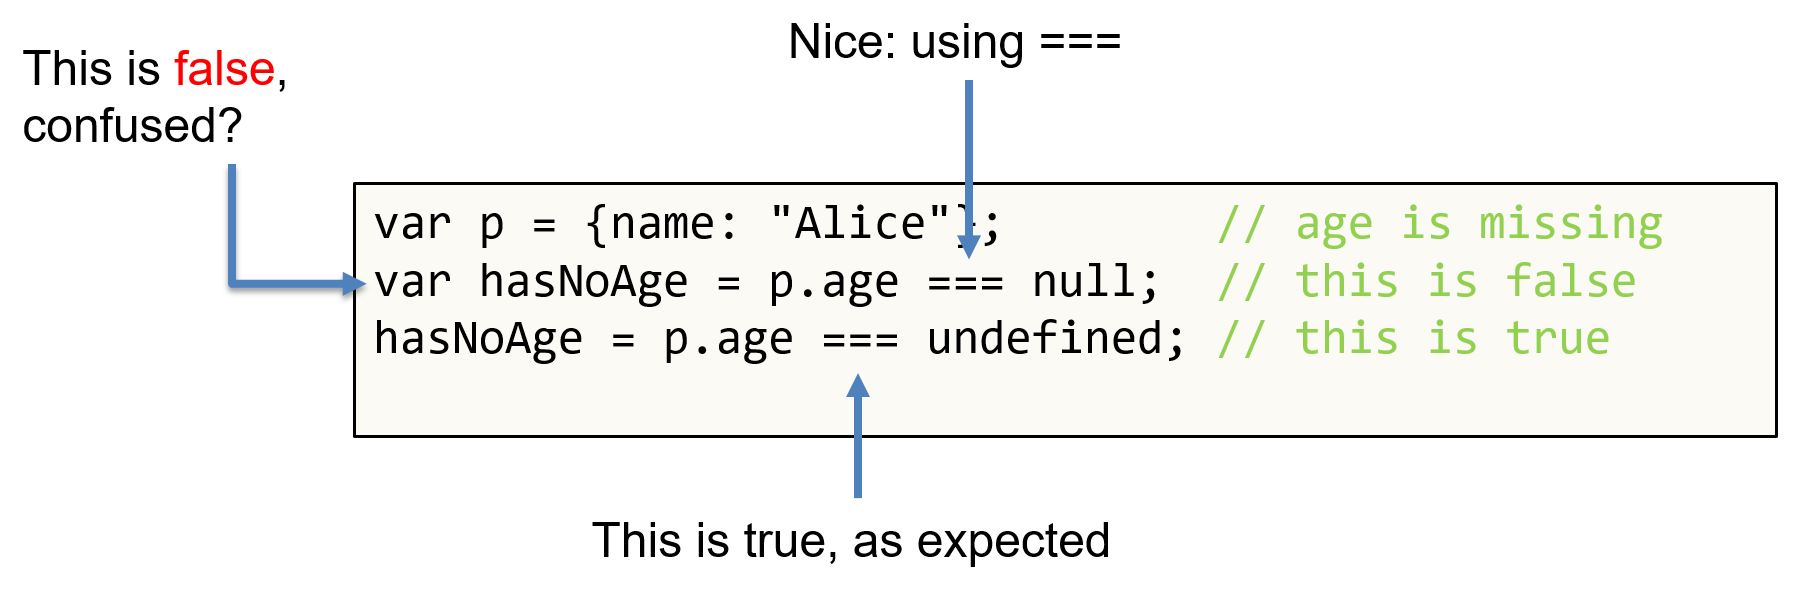 Nice: using ===
This is false,
confused?
var p = {name: "Alice"}; // age is missing
var hasNoAge = p.age === null; // this is false
hasNoAge = p.age === undefined; // this is true
This is true, as expected